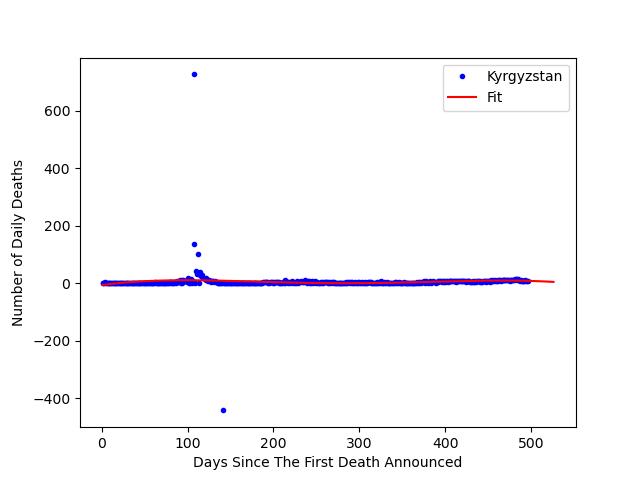 Kyrgyzstan
Fit
600
400
200
0
−200
−400
0 100 200 300 400 500
Number of Daily Deaths
Days Since The First Death Announced